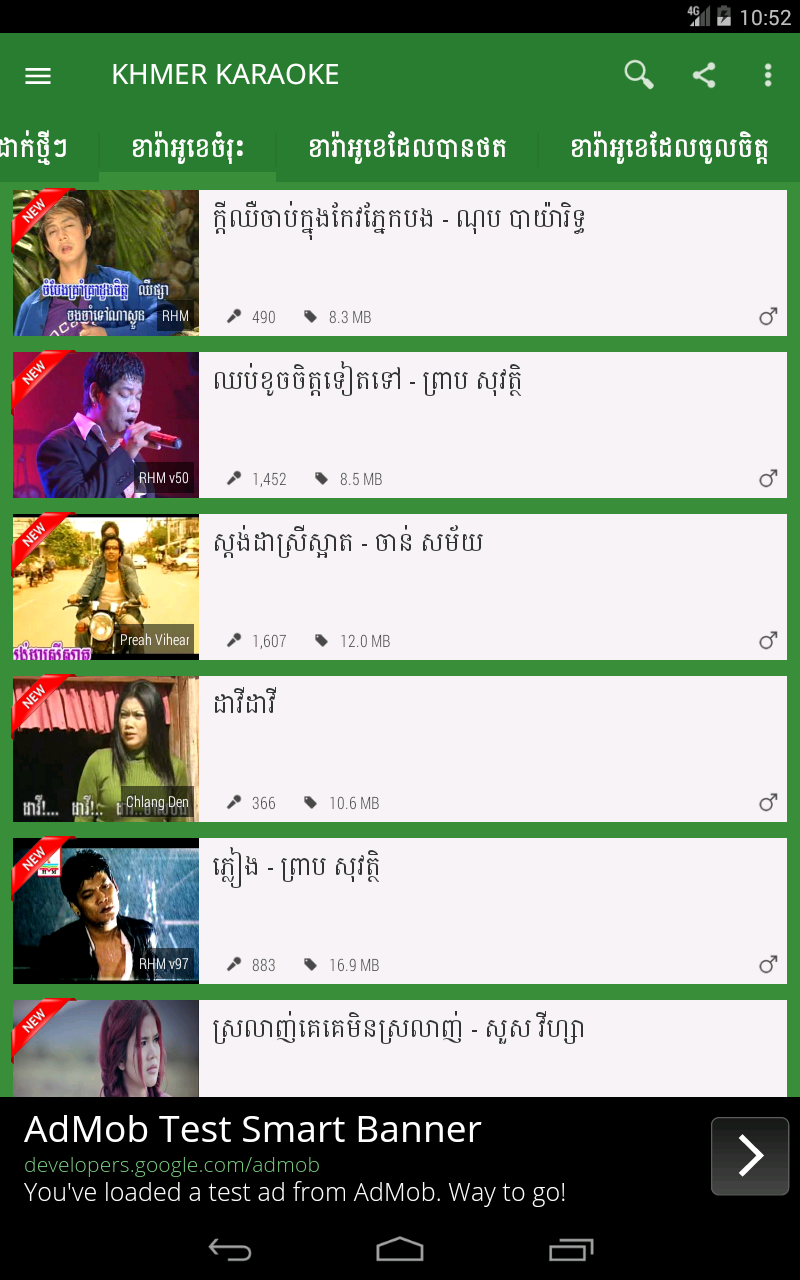 4G 10:52
KHMER KARAOKE
ដាក់ថ្មីៗ ខារ៉ាអូខេចំរុះ ខារ៉ាអូខេដែលបានថត ខារ៉ាអូខេដែលចូលចិត្ត
NEW
ក្តីឈឺចាប់ក្នុងកែវភ្នែកបង - ណុប បាយ៉ារិទ្ធ
RHM
490 8.3 MB
NEW
ឈប់ខូចចិត្តទៀតទៅ - ព្រាប សុវត្ថិ
RHM v50
1,452 8.5 MB
NEW
ស្តង់ដាស្រីស្អាត - ចាន់ សម័យ
Preah Vihear
1,607 12.0 MB
NEW
ដាវីដាវី
Chlang Den
ដាវី!... ដាវី!..
366 10.6 MB
NEW
ភ្លៀង - ព្រាប សុវត្ថិ
RHM v97
883 16.9 MB
NEW
ស្រលាញ់គេគេមិនស្រលាញ់ - សួស វីហ្សា
AdMob Test Smart Banner
developers.google.com/admob
You've loaded a test ad from AdMob. Way to go!